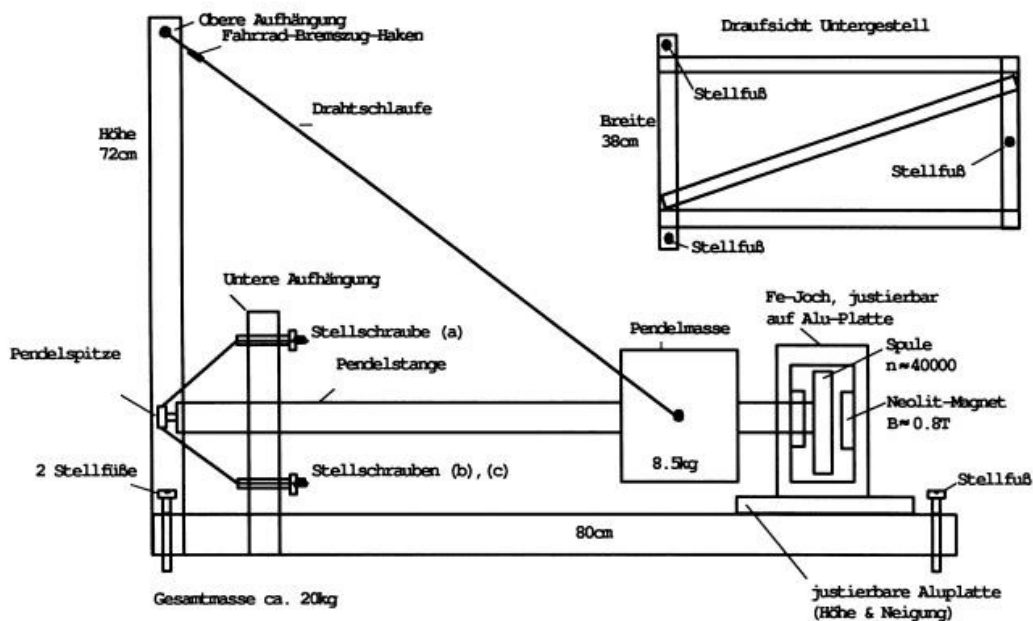 Obere Aufhängung
Fahrrad-Bremszug-Haken
Drahtschlaufe
Höhe
72cm
Draufsicht Untergestell
Stellfuß
Breite
38cm
Stellfuß
Stellfuß
Untere Aufhängung
Stellschraube (a)
Pendelspitze
Pendelstange
Pendelmasse
8.5kg
Fe-Joch, justierbar
auf Alu-Platte
Spule
n≈40000
Neolit-Magnet
B≈0.8T
2 Stellfüße
Stellschrauben (b),(c)
Stellfuß
80cm
Gesamtmasse ca. 20kg
justierbare Aluplatte
(Höhe & Neigung)